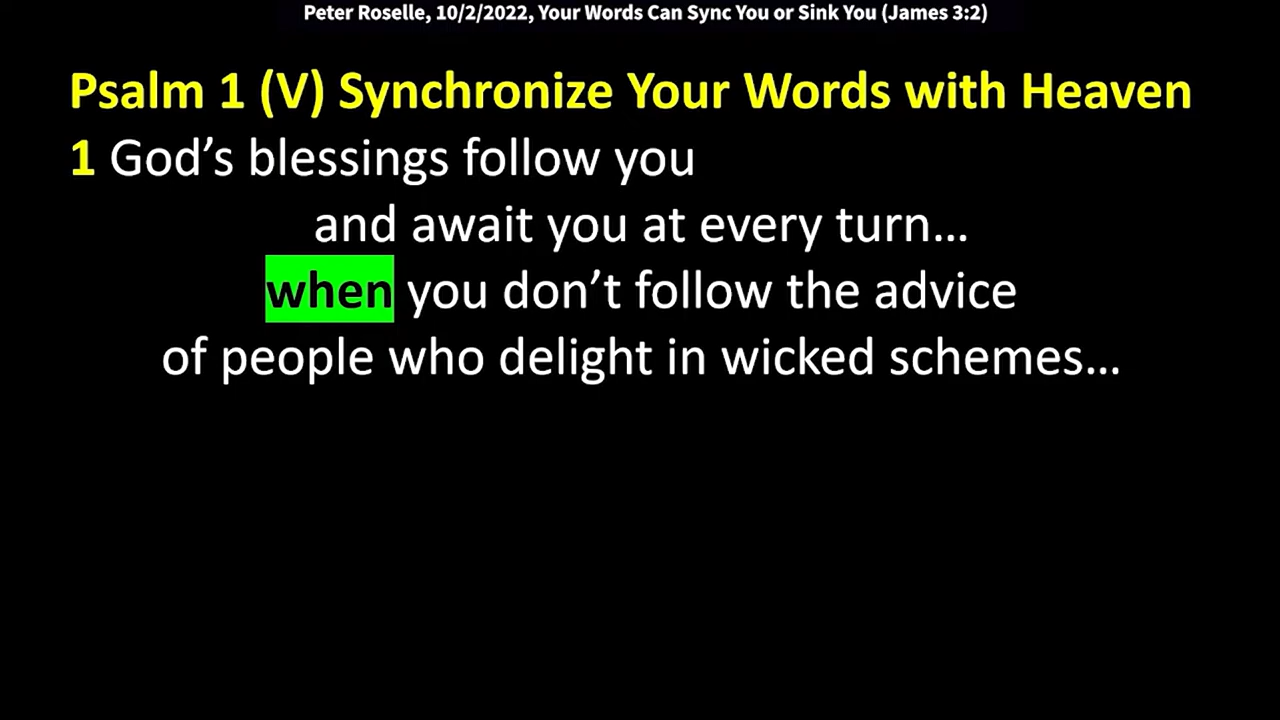 Peter Roselle, 10/2/2022, Your Words Can Sync You or Sink You (James 3:2)
Psalm 1 (V) Synchronize Your Words with Heaven
1 God’s blessings follow you
and await you at every turn…
when you don’t follow the advice
of people who delight in wicked schemes…